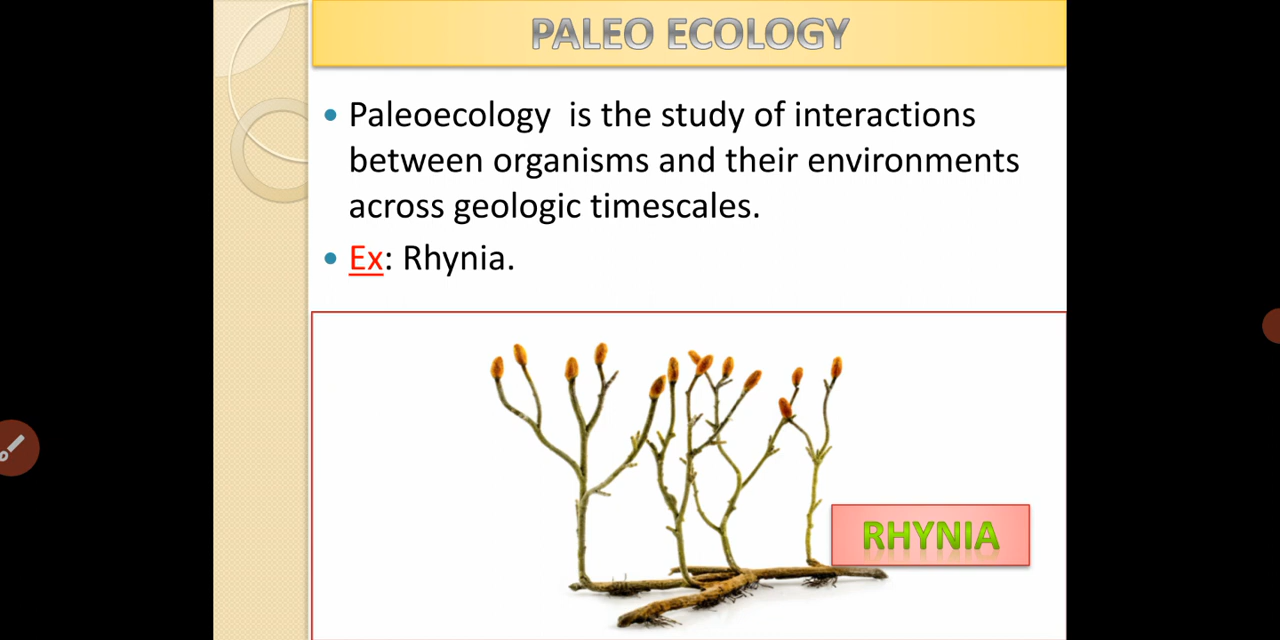 PALEO ECOLOGY
• Paleoecology  is the study of interactions
between organisms and their environments
across geologic timescales.
• Ex: Rhynia.
RHYNIA